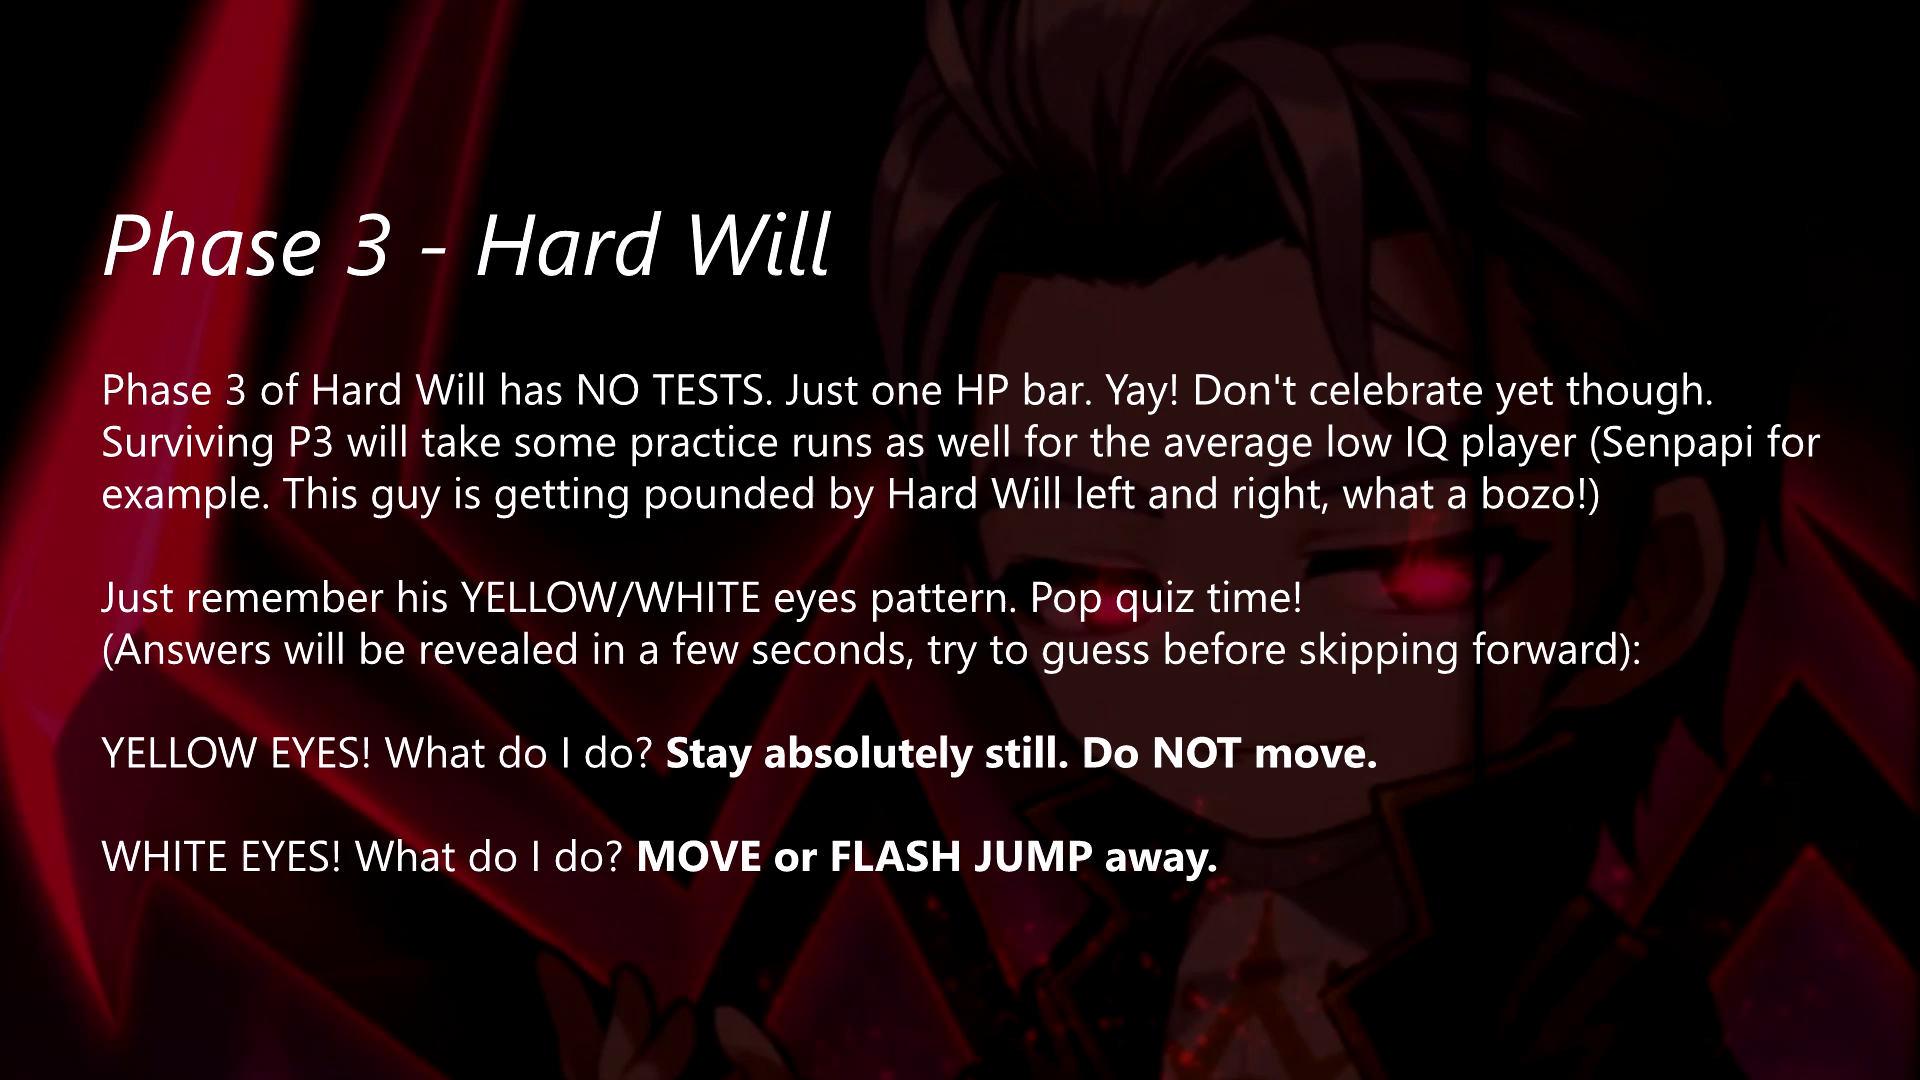 Phase 3 - Hard Will
Phase 3 of Hard Will has NO TESTS. Just one HP bar. Yay! Don't celebrate yet though.
Surviving P3 will take some practice runs as well for the average low IQ player (Senpapi for
example. This guy is getting pounded by Hard Will left and right, what a bozo!)
Just remember his YELLOW/WHITE eyes pattern. Pop quiz time!
(Answers will be revealed in a few seconds, try to guess before skipping forward):
YELLOW EYES! What do I do? Stay absolutely still. Do NOT move.
WHITE EYES! What do I do? MOVE or FLASH JUMP away.